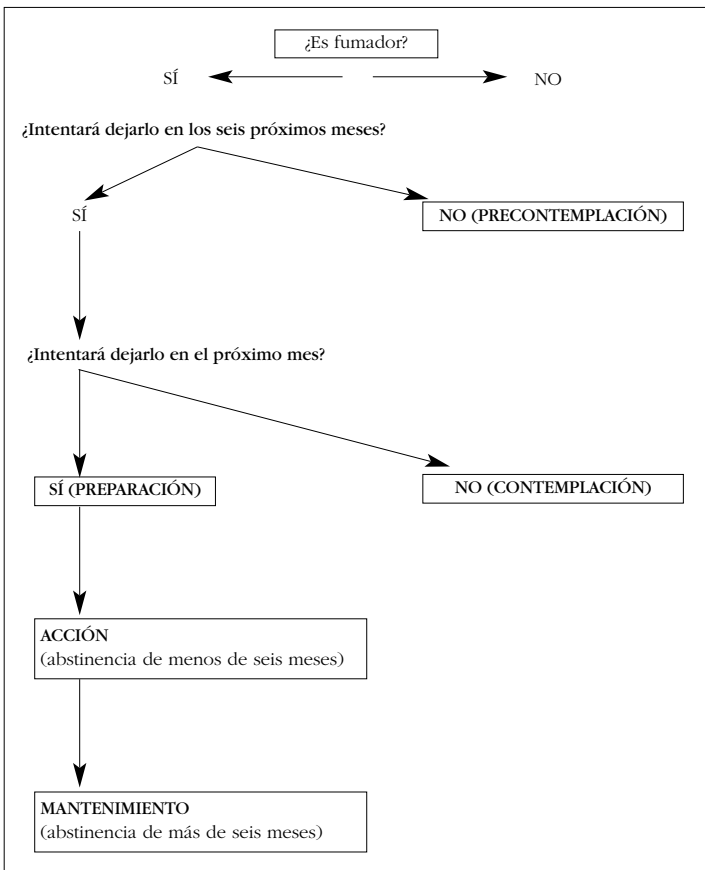 ¿Es fumador?
SÍ
NO
¿Intentará dejarlo en los seis próximos meses?
SÍ
NO (PRECONTEMPLACIÓN)
¿Intentará dejarlo en el próximo mes?
SÍ (PREPARACIÓN)
NO (CONTEMPLACIÓN)
ACCIÓN
(abstinencia de menos de seis meses)
MANTENIMIENTO
(abstinencia de más de seis meses)